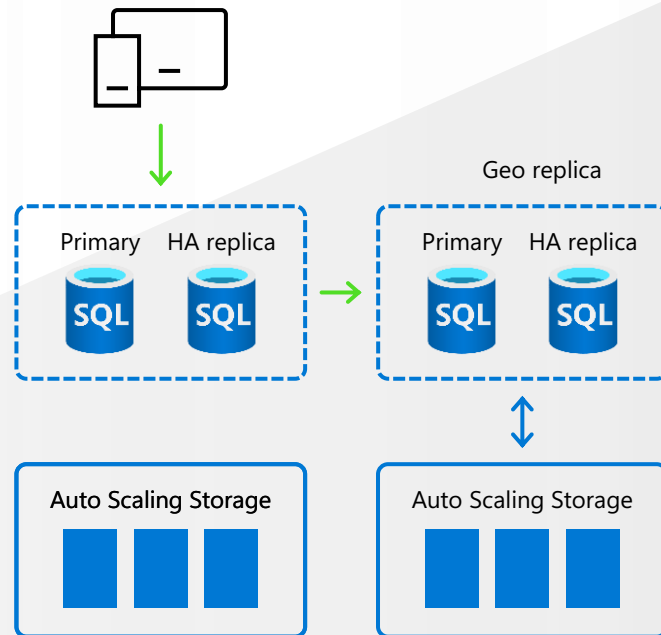 Geo replica
Primary HA replica
SQL SQL
Primary HA replica
SQL SQL
Auto Scaling Storage
Auto Scaling Storage